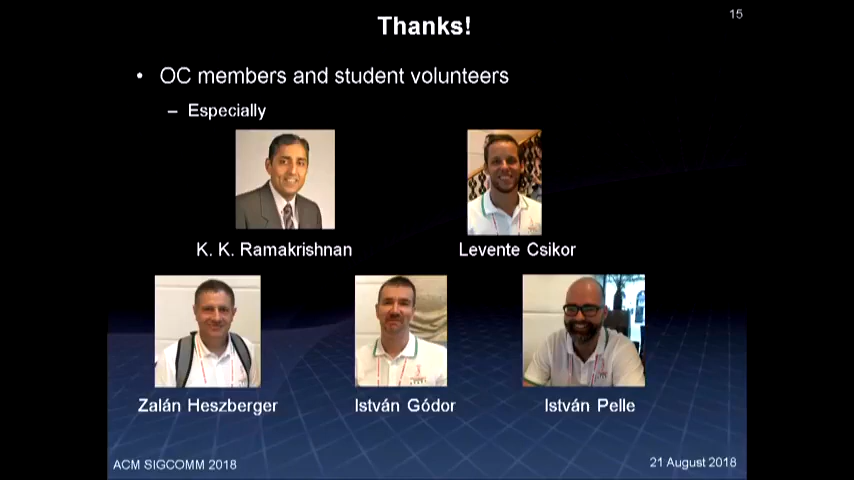 Thanks!
15
• OC members and student volunteers
– Especially
K. K. Ramakrishnan
Levente Csikor
Zalán Heszberger
István Gódor
István Pelle
ACM SIGCOMM 2018
21 August 2018